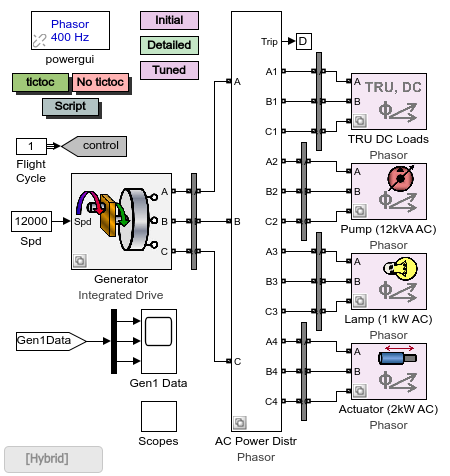 Phasor
400 Hz
powergui
Initial
Detailed
Tuned
tictoc
No tictoc
Script
1
control
Flight
Cycle
12000
Spd
Spd
A
B
C
Generator
Integrated Drive
Gen1Data
Gen1 Data
Scopes
[Hybrid]
A
B
C
Trip
D
A1
B1
C1
A2
B2
C2
A3
B3
C3
A4
B4
C4
AC Power Distr
Phasor
A
B
C
TRU, DC
Φ
TRU DC Loads
Phasor
A
B
C
Φ
Pump (12kVA AC)
Phasor
A
B
C
Φ
Lamp (1 kW AC)
Phasor
A
B
C
Φ
Actuator (2kW AC)
Phasor